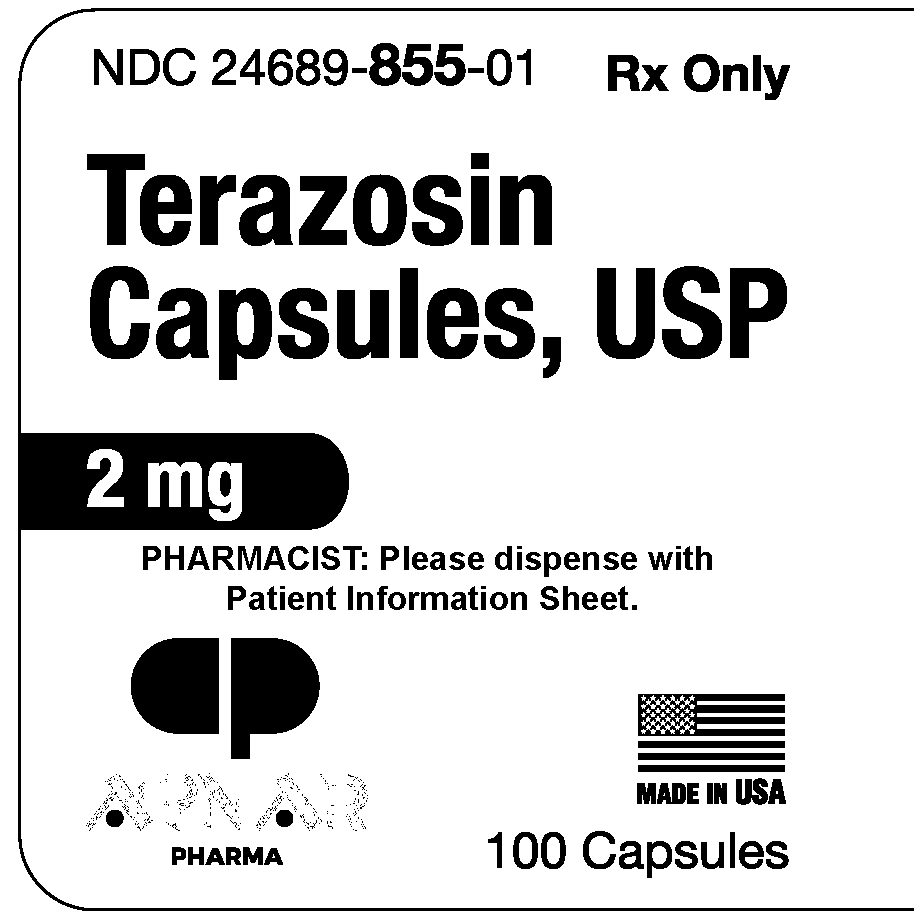 NDC 24689-855-01 Rx Only
Terazosin
Capsules, USP
2 mg
PHARMACIST: Please dispense with
Patient Information Sheet.
APNAR
PHARMA
MADE IN USA
100 Capsules